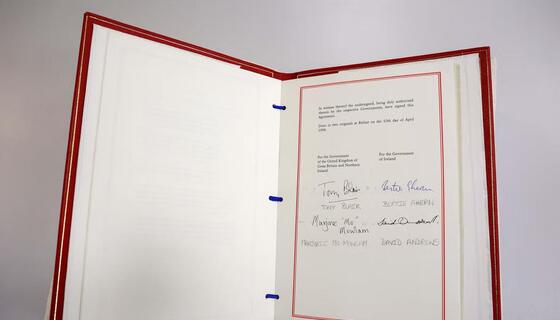 In witness thereof the undersigned, being duly authorised
thereto by the respective Governments, have signed this
Agreement.
Done in two originals at Belfast on the 10th day of April
1998.
For the Government
of the United Kingdom of
Great Britain and Northern
Ireland
For the Government
of Ireland
Tony Blair
Bertie Ahern
TONY BLAIR
BERTIE AHERN
Marjorie "Mo"
Mowlam
MARJORIE MO MOWLAM
DAVID ANDREWS